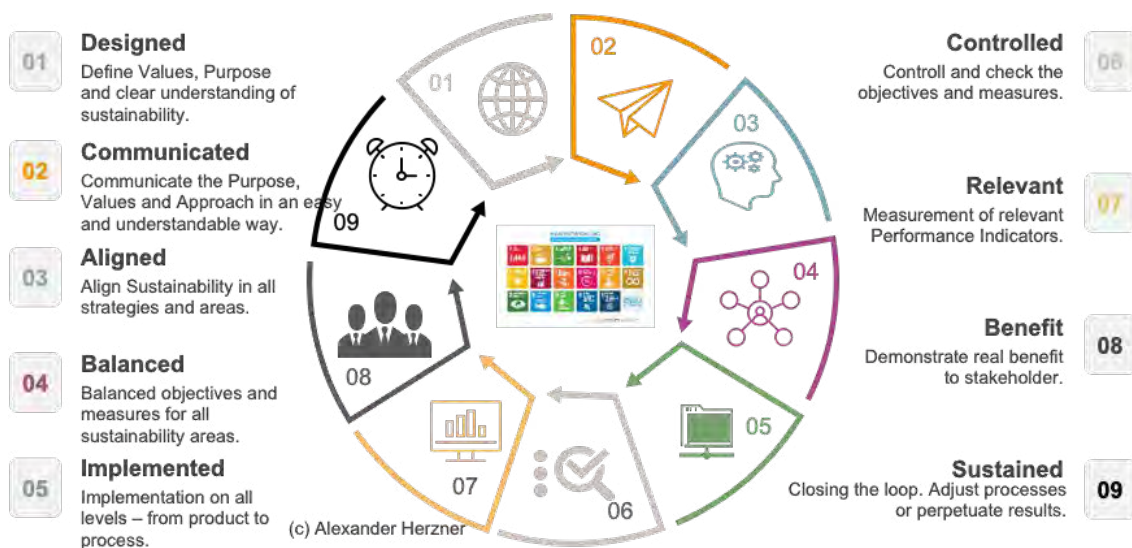 01
Designed
Define Values, Purpose
and clear understanding of
sustainability.
02
Communicated
Communicate the Purpose,
Values and Approach in an easy
and understandable way.
03
Aligned
Align Sustainability in all
strategies and areas.
04
Balanced
Balanced objectives and
measures for all
sustainability areas.
05
Implemented
Implementation on all
levels – from product to
process.
01
02
03
04
05
06
07
08
09
(c) Alexander Herzner
Controlled
06
Controll and check the
objectives and measures.
Relevant
07
Measurement of relevant
Performance Indicators.
Benefit
08
Demonstrate real benefit
to stakeholder.
Sustained
09
Closing the loop. Adjust processes
or perpetuate results.